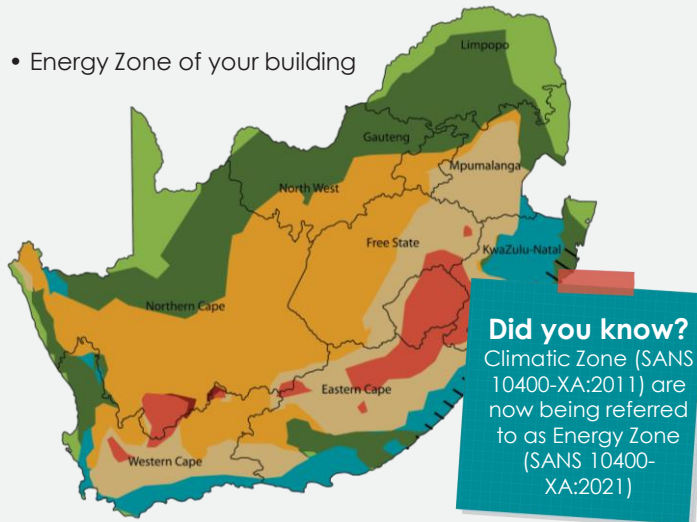 • Energy Zone of your building
Limpopo
Gauteng
Mpumalanga
North West
Free State
KwaZulu-Natal
Northern Cape
Eastern Cape
Western Cape
Did you know?
Climatic Zone (SANS
10400-XA:2011) are
now being referred
to as Energy Zone
(SANS 10400-
XA:2021)